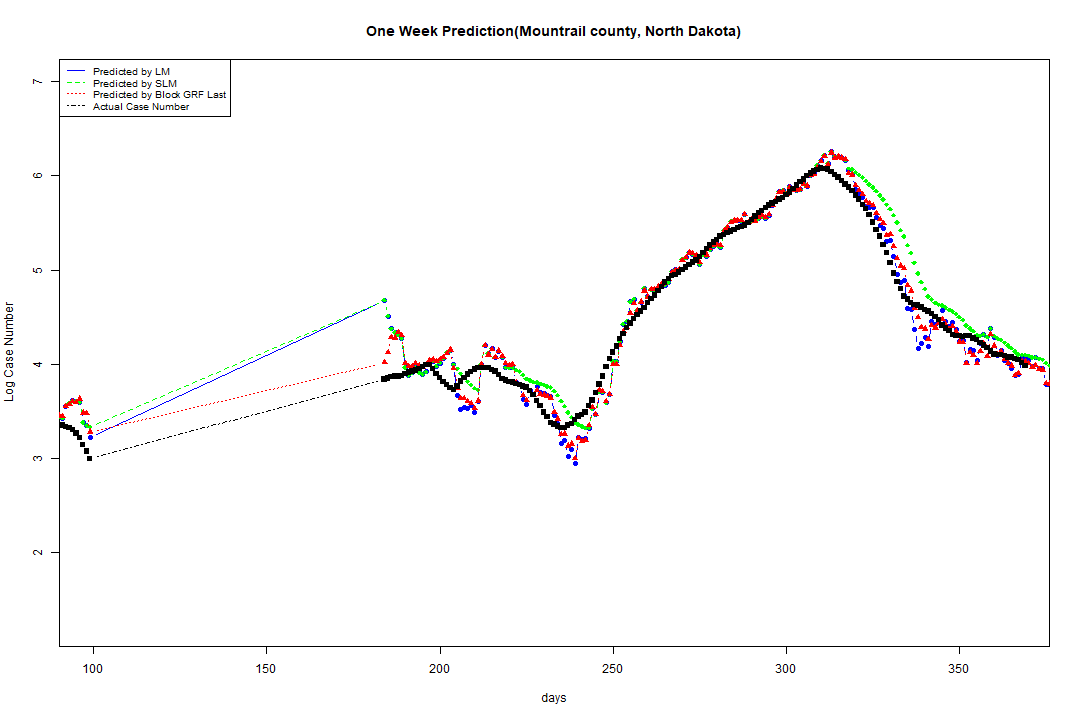 One Week Prediction(Mountrail county, North Dakota)
Predicted by LM
Predicted by SLM
Predicted by Block GRF Last
Actual Case Number
7
6
5
4
3
2
Log Case Number
100 150 200 250 300 350
days